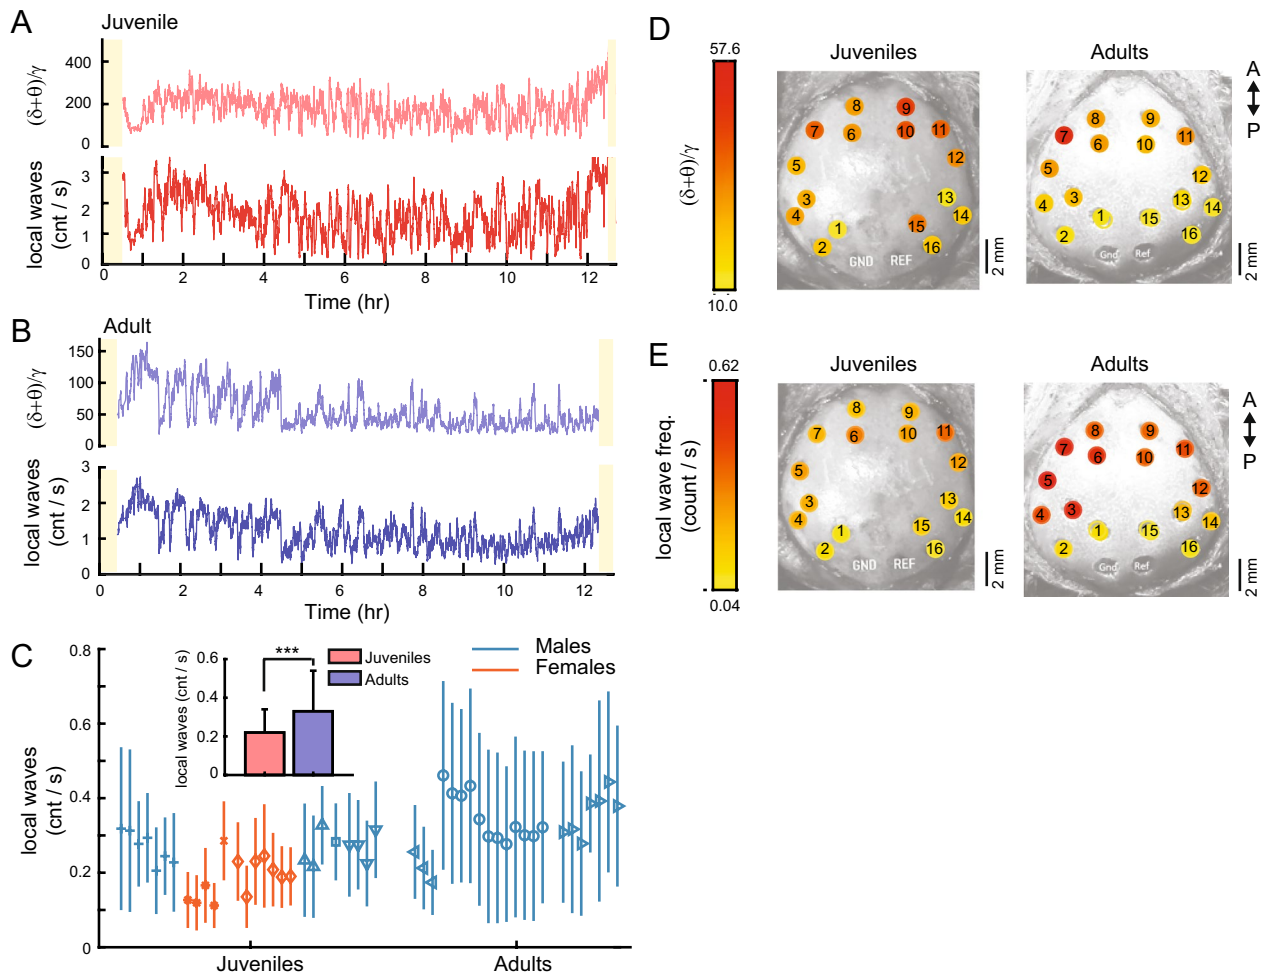 A
Juvenile
(δ+θ)/γ
400
200
0
local waves
(cnt / s)
3
2
1
0
0 2 4 6 8 10 12
Time (hr)
B
Adult
(δ+θ)/γ
150
100
50
0
local waves
(cnt / s)
3
2
1
0
0 2 4 6 8 10 12
Time (hr)
C
local waves
(cnt / s)
0.8
0.6
0.4
0.2
0
local waves (cnt / s)
0.6
0.4
0.2
0
***
Juveniles
Adults
Males
Females
Juveniles
Adults
D
57.6
(δ+θ)/γ
10.0
Juveniles
8 9
7 6 10 11
5 12
3 13
4 14
1 15
2 16
GND REF
2 mm
Adults
8 9
7 6 10 11
5 12
4 3 13 14
1 15
2 16
Gnd Ref
2 mm
A
P
E
0.62
local wave freq.
(count / s)
0.04
Juveniles
8 9
7 6 10 11
5 12
3 13
4 14
1 15
2 16
GND REF
2 mm
Adults
8 9
7 6 10 11
5 12
4 3 13 14
1 15
2 16
Gnd Ref
2 mm
A
P